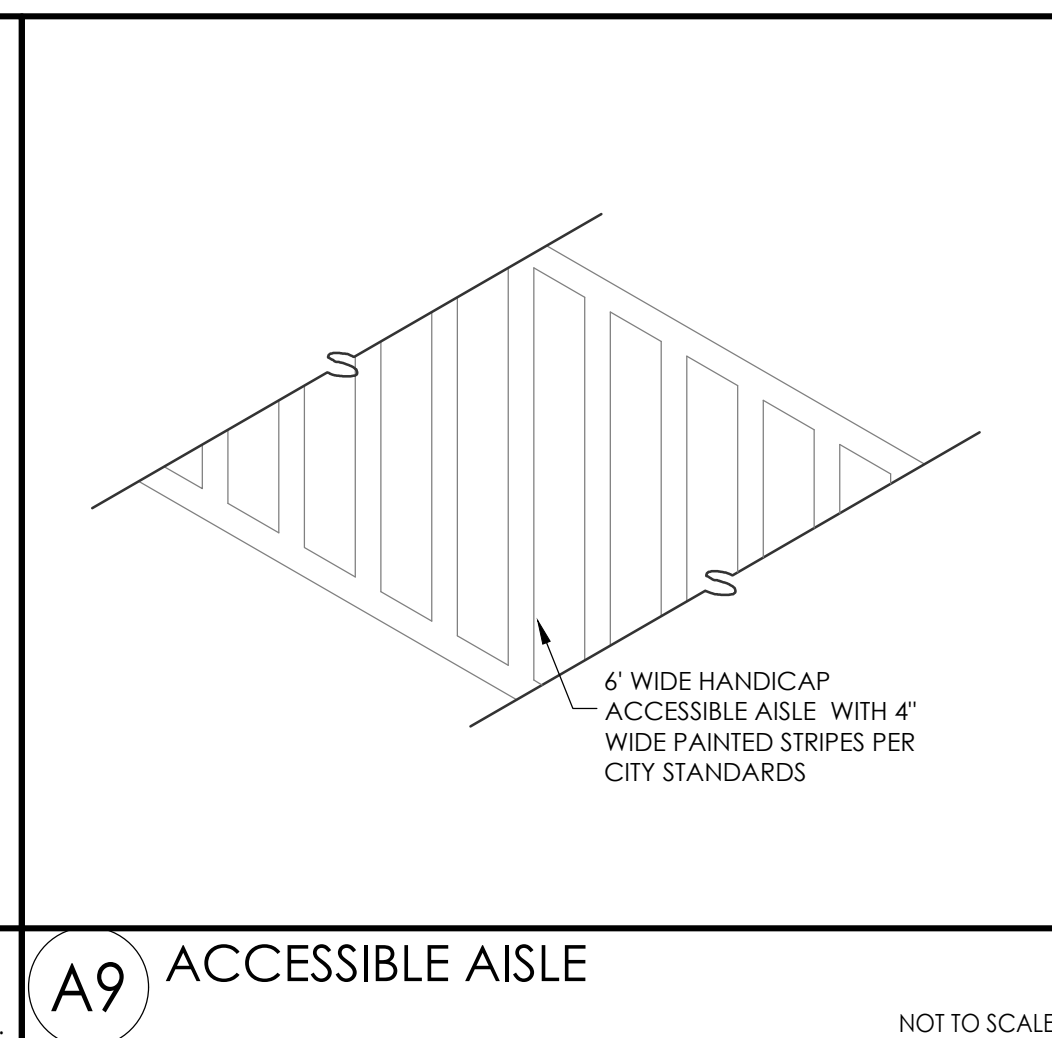 6' WIDE HANDICAP
ACCESSIBLE AISLE WITH 4"
WIDE PAINTED STRIPES PER
CITY STANDARDS
A9
ACCESSIBLE AISLE
NOT TO SCALE